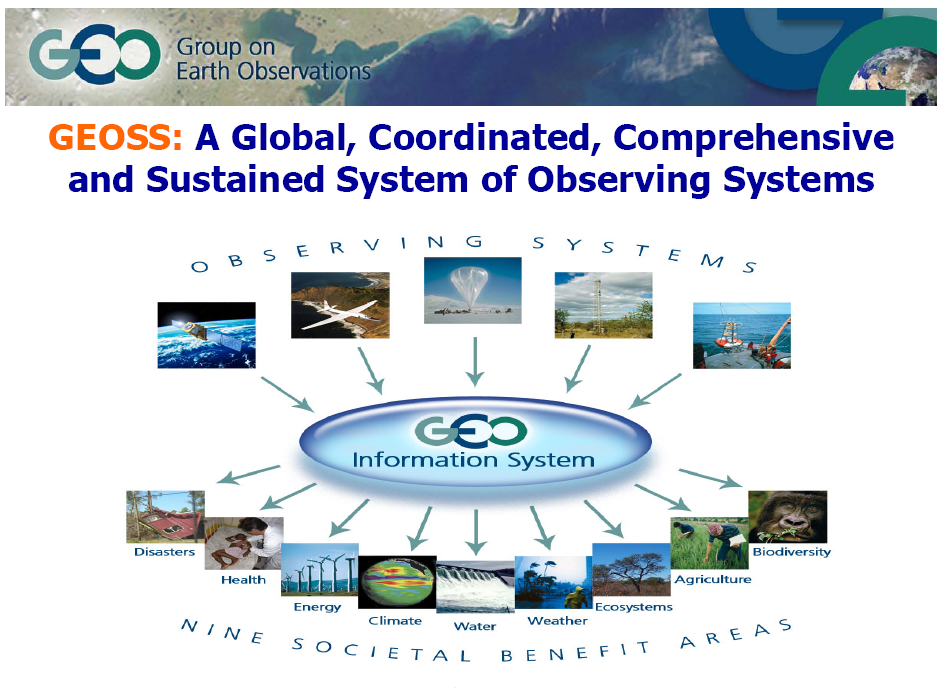 GEO Group on
Earth Observations
GEOSS: A Global, Coordinated, Comprehensive
and Sustained System of Observing Systems
OBSERVING SYSTEMS
GEO
Information System
Disasters
Health
Energy
Climate
Water
Weather
Ecosystems
Agriculture
Biodiversity
NINE SOCIETAL BENEFIT AREAS